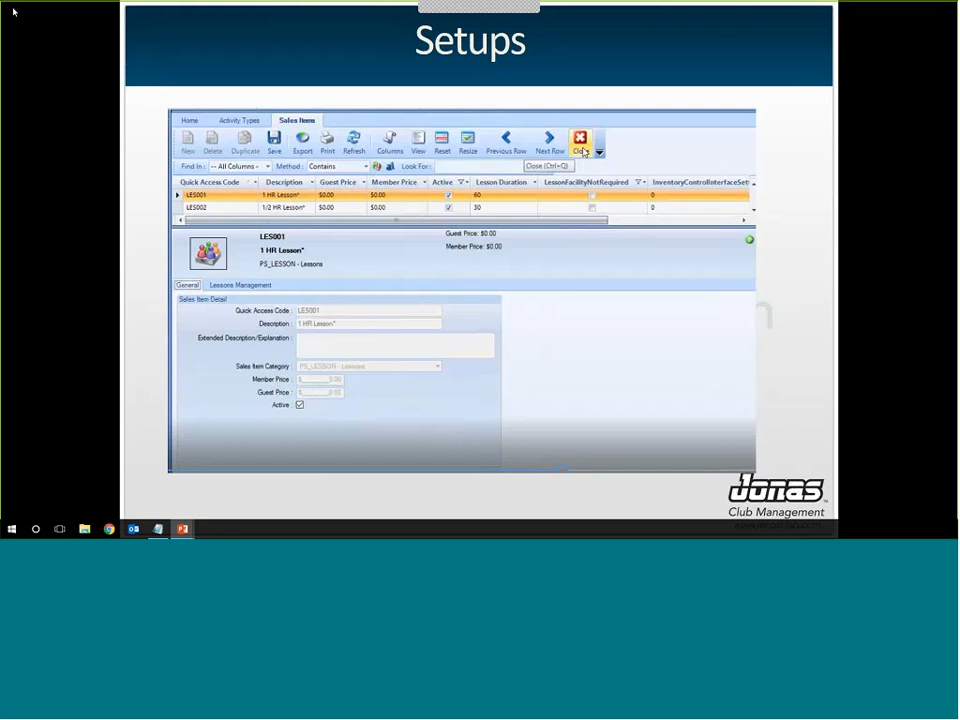 Setups
Home Activity Types Sales Items
New Delete Duplicate Save Export Print Refresh Columns View Reset Resize Previous Row Next Row Close
Find In: -- All Columns -- Method: Contains Look For:
Close (Ctrl+Q)
Quick Access Code Description Guest Price Member Price Active Lesson Duration LessonFacilityNotRequired InventoryControlInterfaceSet
LES001 1 HR Lesson* $0.00 $0.00 60 0
LES002 1/2 HR Lesson* $0.00 $0.00 30 0
LES001 Guest Price: $0.00
1 HR Lesson* Member Price: $0.00
PS_LESSON - Lessons
General Lessons Management
Sales Item Detail
Quick Access Code: LES001
Description: 1 HR Lesson*
Extended Description/Explanation:
Sales Item Category: PS_LESSON - Lessons
Member Price: $ 0.00
Guest Price: $ 0.00
Active:
Jonas
Club Management